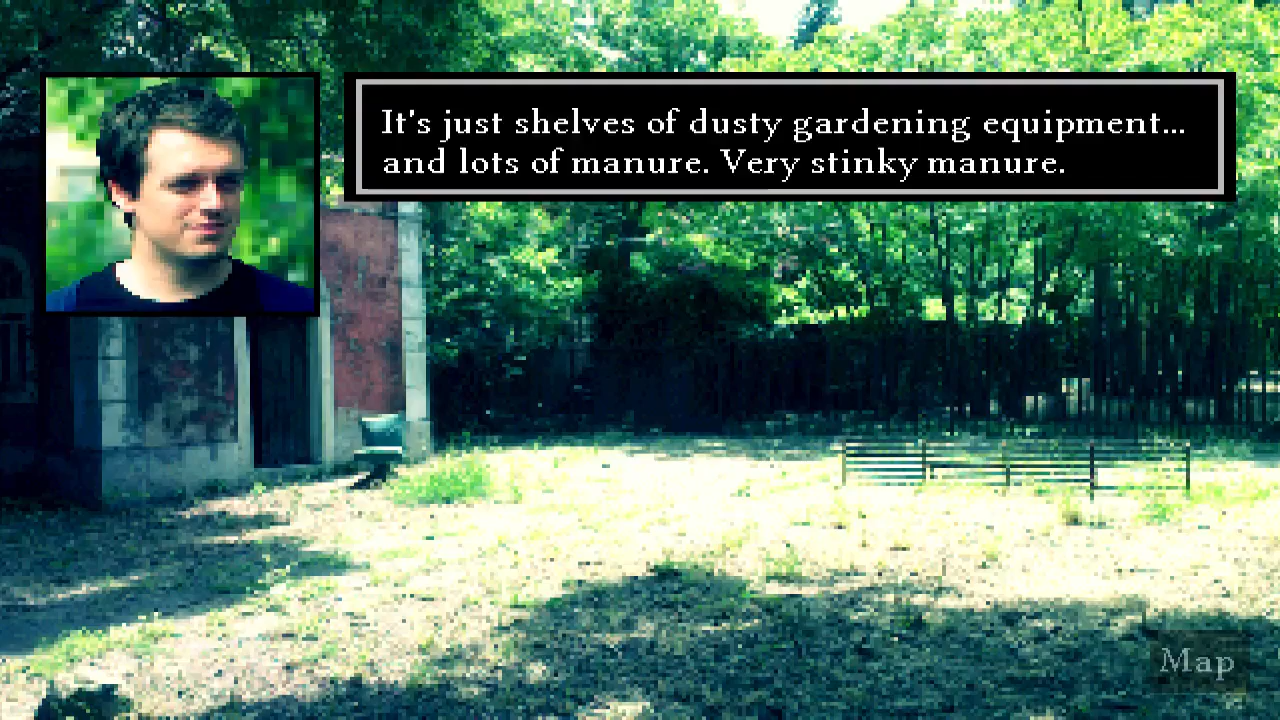 It's just shelves of dusty gardening equipment...
and lots of manure. Very stinky manure.
Map